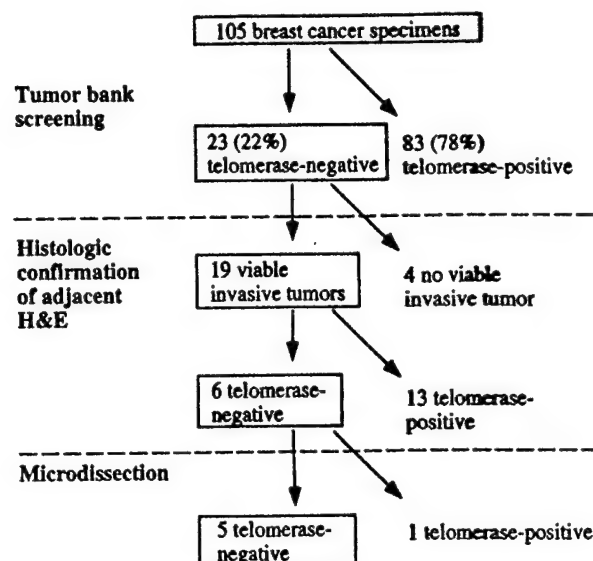 105 breast cancer specimens
Tumor bank
screening
23 (22%)
telomerase-negative
83 (78%)
telomerase-positive
Histologic
confirmation
of adjacent
H&E
19 viable
invasive tumors
4 no viable
invasive tumor
6 telomerase-
negative
13 telomerase-
positive
Microdissection
5 telomerase-
negative
1 telomerase-positive